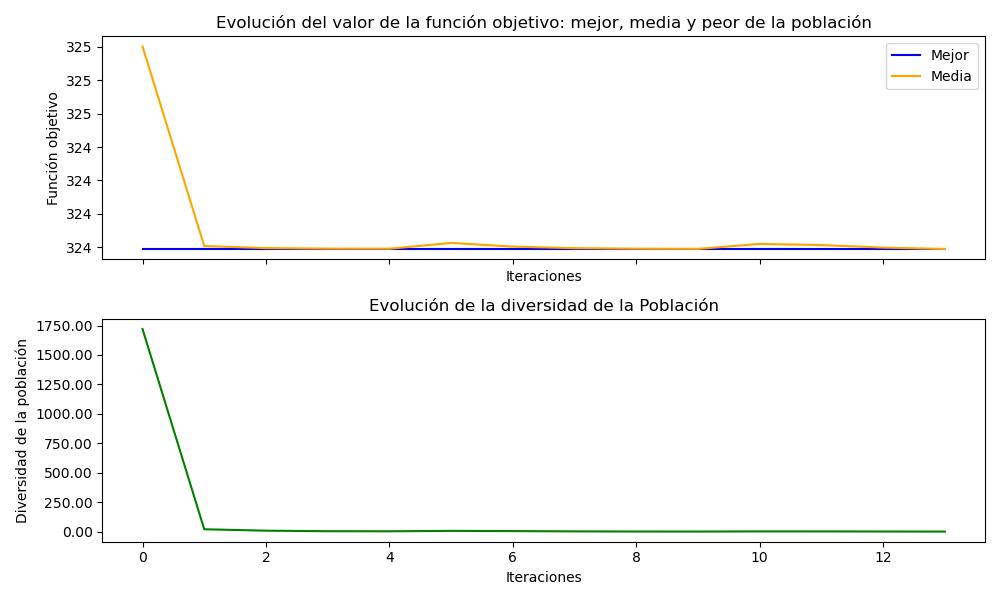 Evolución del valor de la función objetivo: mejor, media y peor de la población
325
325
325
324
324
324
324
Función objetivo
Mejor
Media
Iteraciones
Evolución de la diversidad de la Población
1750.00
1500.00
1250.00
1000.00
750.00
500.00
250.00
0.00
Diversidad de la población
0 2 4 6 8 10 12
Iteraciones